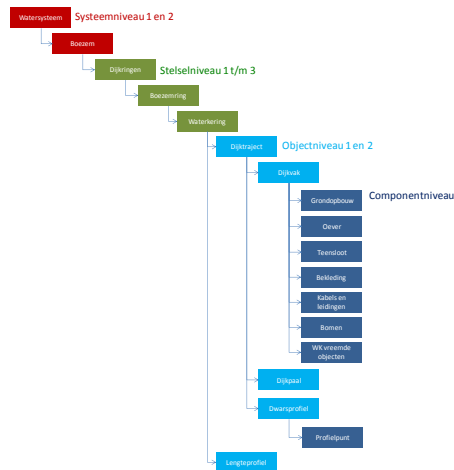 Watersysteem
Systeemniveau 1 en 2
Boezem
Dijkringen
Stelselniveau 1 t/m 3
Boezemring
Waterkering
Dijktraject
Objectniveau 1 en 2
Dijkvak
Grondopbouw
Componentniveau
Oever
Teensloot
Bekleding
Kabels en
leidingen
Bomen
WK vreemde
objecten
Dijkpaal
Dwarsprofiel
Profielpunt
Lengteprofiel